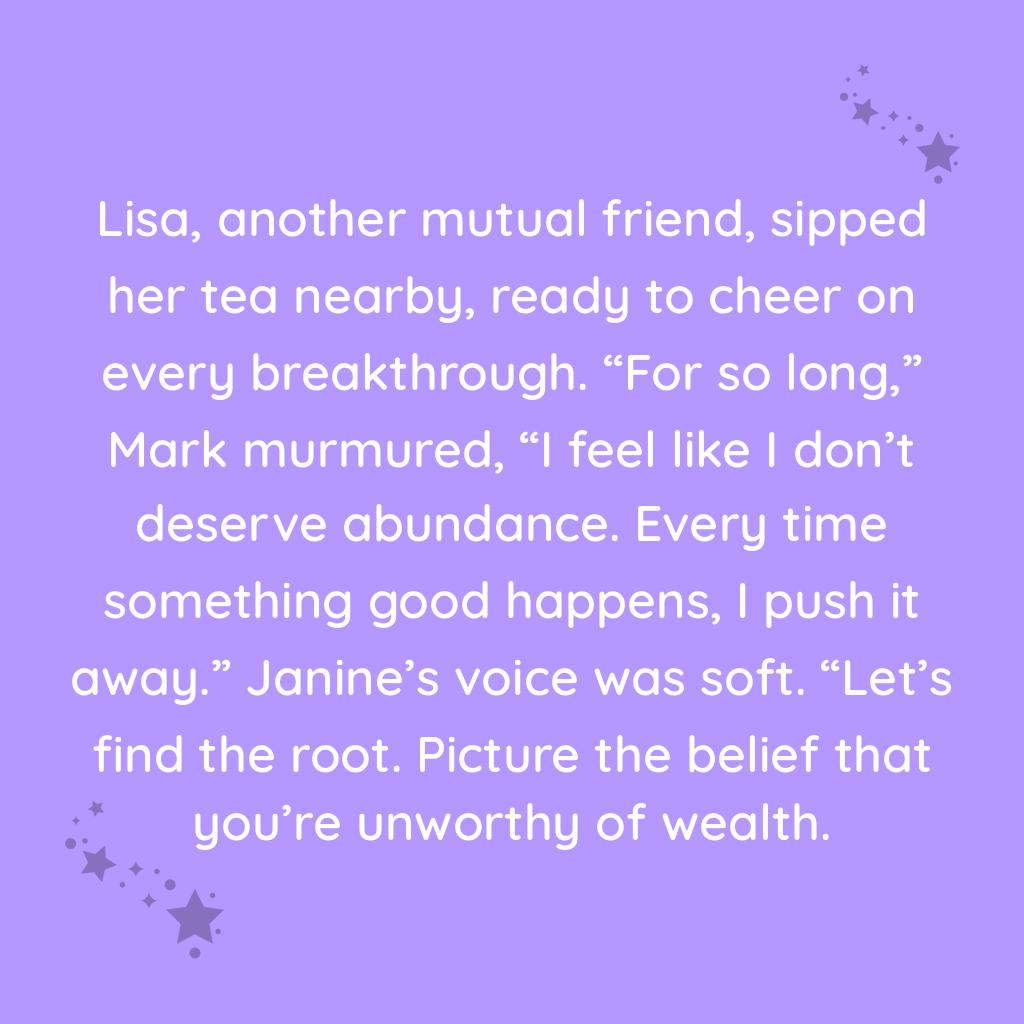 Lisa, another mutual friend, sipped
her tea nearby, ready to cheer on
every breakthrough. “For so long,”
Mark murmured, “I feel like I don’t
deserve abundance. Every time
something good happens, I push it
away.” Janine’s voice was soft. “Let’s
find the root. Picture the belief that
you’re unworthy of wealth.